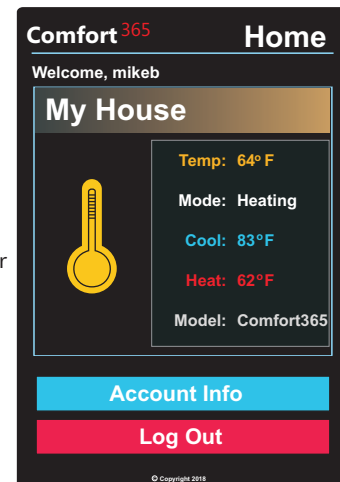 Comfort 365 Home
Welcome, mikeb
My House
Temp: 64º F
Mode: Heating
Cool: 83°F
r
Heat: 62°F
Model: Comfort365
Account Info
Log Out
© Copyright 2018